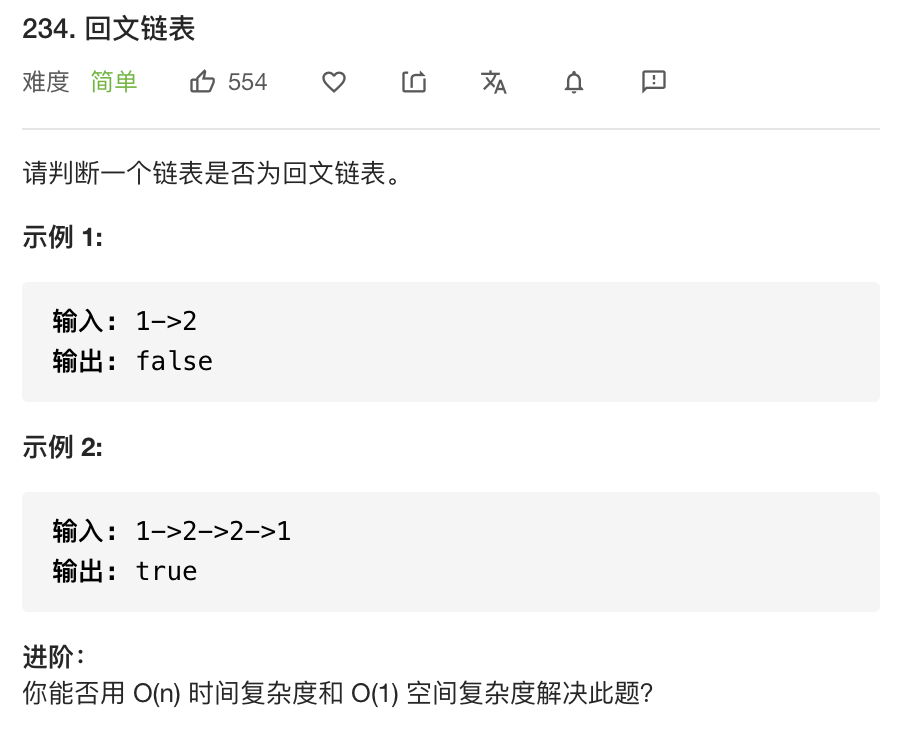 234. 回文链表
难度 简单 554
请判断一个链表是否为回文链表。
示例 1:
输入: 1->2
输出: false
示例 2:
输入: 1->2->2->1
输出: true
进阶：
你能否用 O(n) 时间复杂度和 O(1) 空间复杂度解决此题？